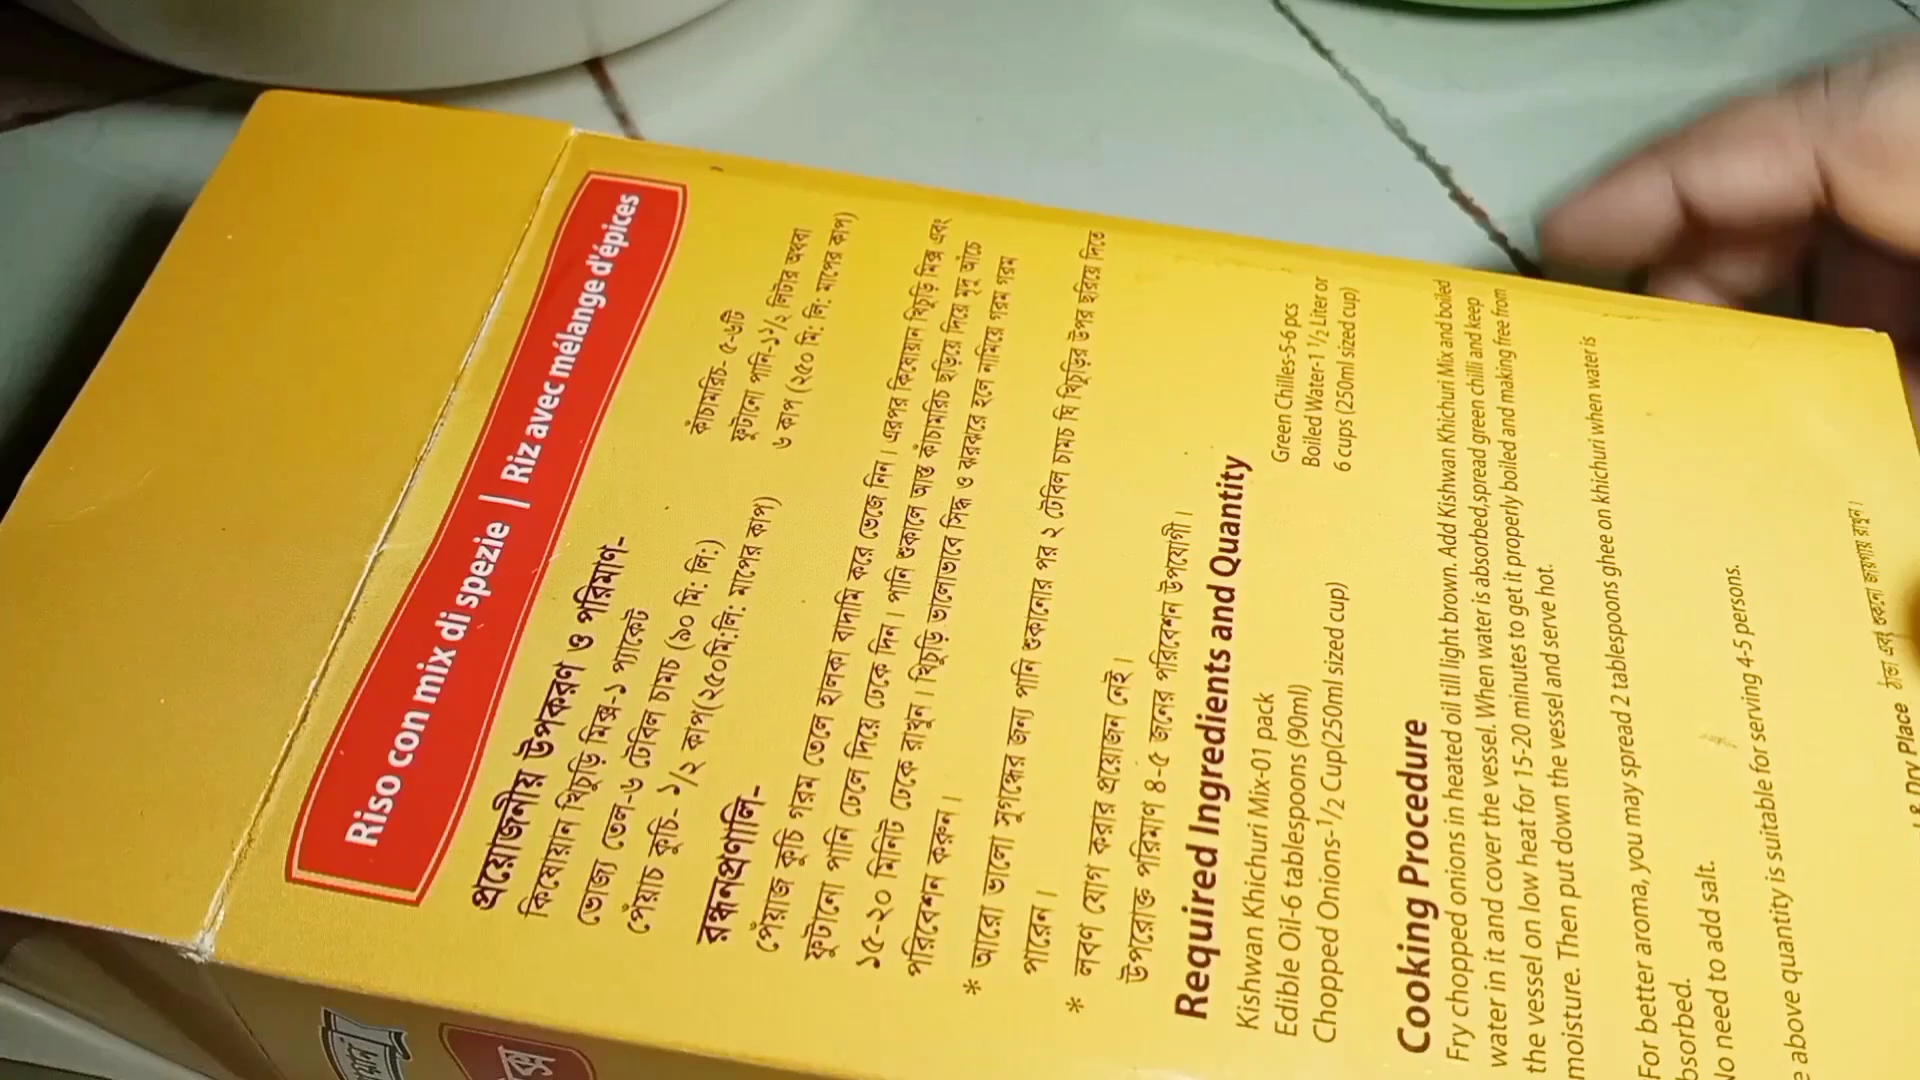 Riso con mix di spezie | Riz avec mélange d'épices
প্রয়োজনীয় উপকরণ ও পরিমাণ-
কিষোয়ান খিচুড়ি মিক্স-১ প্যাকেট
ভোজ্য তেল-৬ টেবিল চামচ (৯০ মি: লি:)
পেঁয়াচ কুচি- ১/২ কাপ(২৫০মি:লি: মাপের কাপ)
কাঁচামরিচ- ৫-৬টি
ফুটানো পানি-১ ১/২ লিটার অথবা
৬ কাপ (২৫০ মি: লি: মাপের কাপ)
রন্ধনপ্রণালি-
পেঁয়াজ কুচি গরম তেলে হালকা বাদামি করে ভেজে নিন। এরপর কিষোয়ান খিচুড়ি মিক্স এবং
ফুটানো পানি ঢেলে দিয়ে ঢেকে দিন। পানি শুকালে আস্ত কাঁচামরিচ ছড়িয়ে দিয়ে মৃদু আঁচে
১৫-২০ মিনিট ঢেকে রাখুন। খিচুড়ি ভালোভাবে সিদ্ধ ও ঝরঝরে হলে নামিয়ে গরম গরম
পরিবেশন করুন।
* আরো ভালো সুগন্ধের জন্য পানি শুকানোর পর ২ টেবিল চামচ ঘি খিচুড়ির উপর ছরিয়ে দিতে
পারেন।
* লবণ যোগ করার প্রয়োজন নেই।
উপরোক্ত পরিমাণ ৪-৫ জনের পরিবেশন উপযোগী।
Required Ingredients and Quantity
Kishwan Khichuri Mix-01 pack
Edible Oil-6 tablespoons (90ml)
Chopped Onions-1/2 Cup(250ml sized cup)
Green Chilles-5-6 pcs
Boiled Water-1 1/2 Liter or
6 cups (250ml sized cup)
Cooking Procedure
Fry chopped onions in heated oil till light brown. Add Kishwan Khichuri Mix and boiled
water in it and cover the vessel. When water is absorbed,spread green chilli and keep
the vessel on low heat for 15-20 minutes to get it properly boiled and making free from
moisture. Then put down the vessel and serve hot.
For better aroma, you may spread 2 tablespoons ghee on khichuri when water is
bsorbed.
No need to add salt.
e above quantity is suitable for serving 4-5 persons.
& Dry Place ঠান্ডা এবং শুকনো জায়গায় রাখুন।